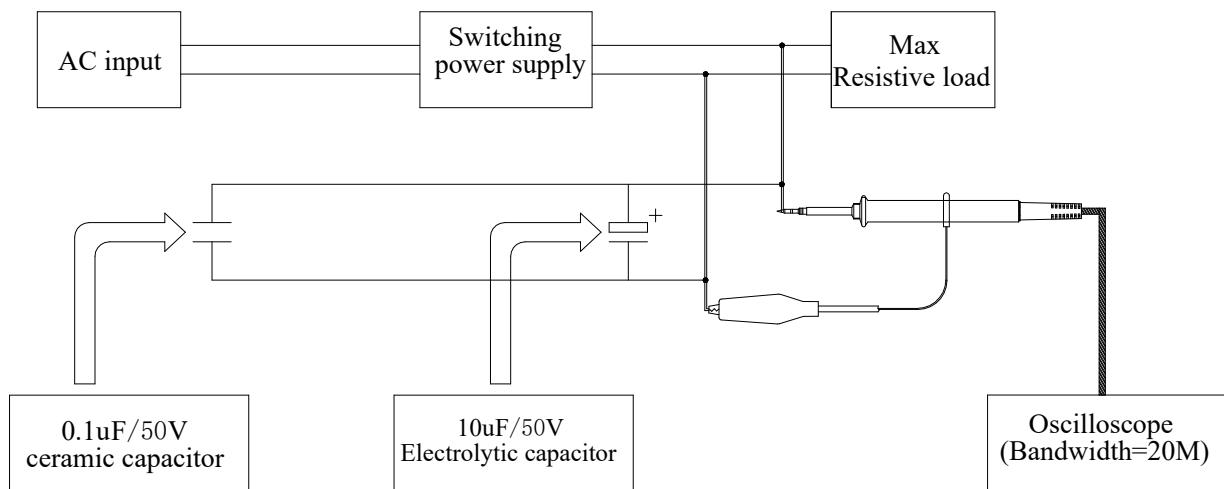 AC input
Switching
power supply
Max
Resistive load
+
0.1uF/50V
ceramic capacitor
10uF/50V
Electrolytic capacitor
Oscilloscope
(Bandwidth=20M)